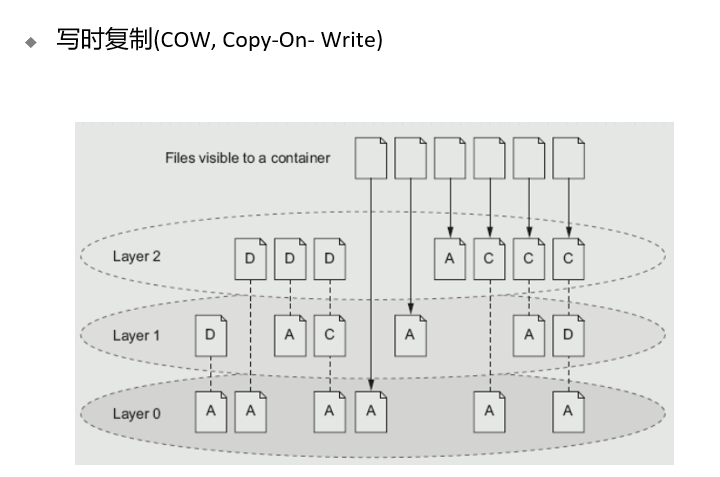 写时复制(COW, Copy-On- Write)
Files visible to a container
Layer 2 D D D A C C C
Layer 1 D A C A A D
Layer 0 A A A A A A